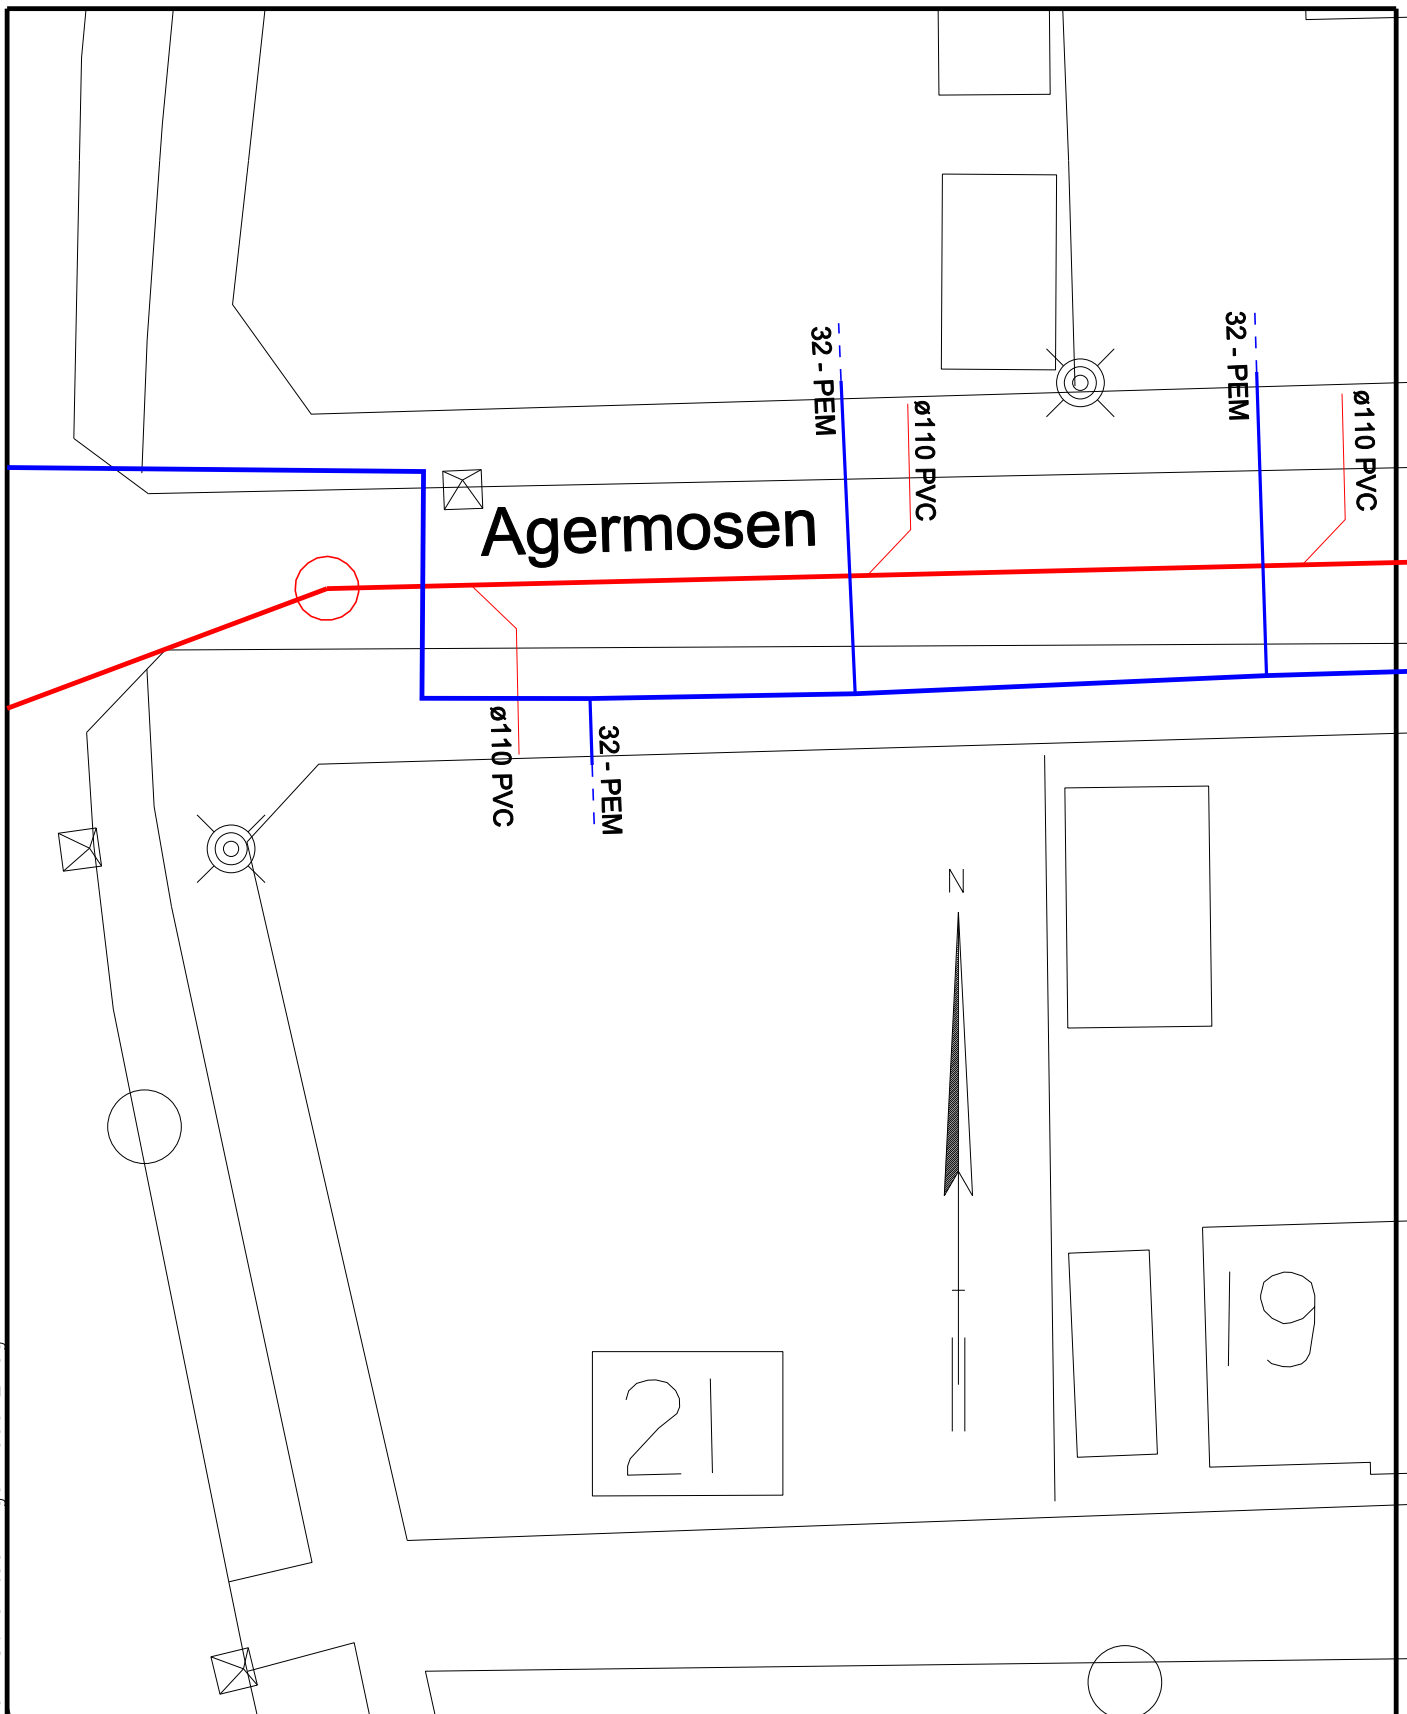 32 - PEM
32 - PEM
ø110 PVC
ø110 PVC
Agermosen
ø110 PVC
32 - PEM
N
19
21